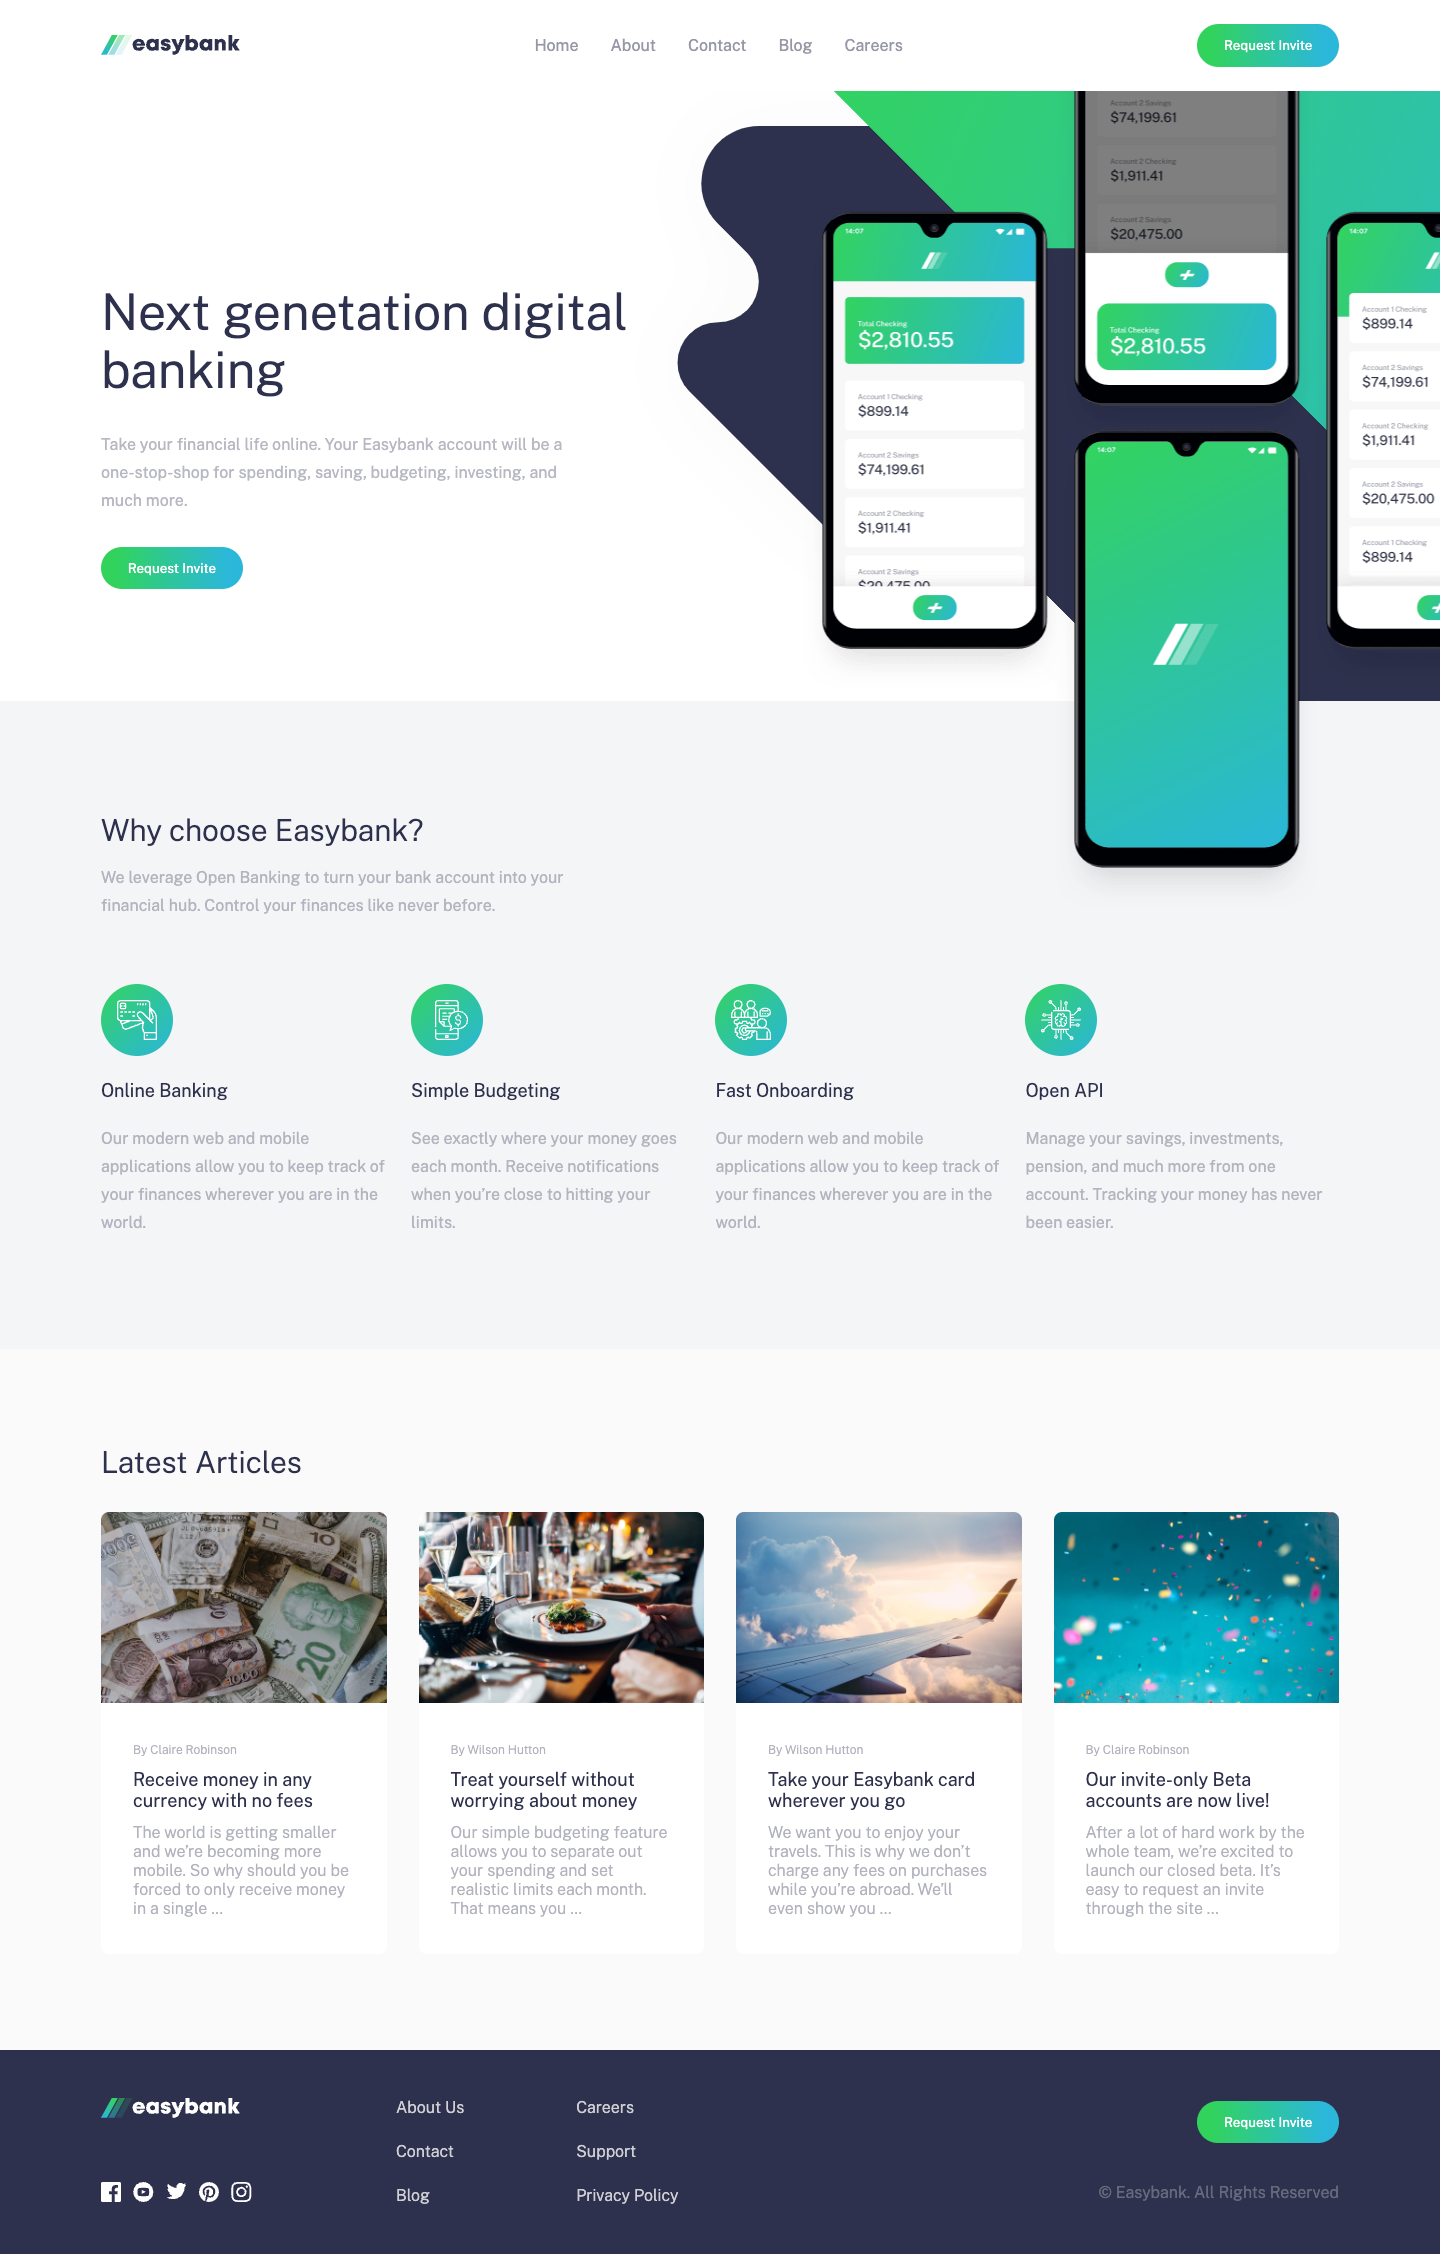 easybank
Home About Contact Blog Careers
Request Invite
Next genetation digital
banking
Take your financial life online. Your Easybank account will be a
one-stop-shop for spending, saving, budgeting, investing, and
much more.
Request Invite
Account 2 Savings
$74,199.61
Account 2 Checking
$1,911.41
Account 2 Savings
$20,475.00
Total Checking
$2,810.55
14:07
Total Checking
$2,810.55
Account 1 Checking
$899.14
Account 2 Savings
$74,199.61
Account 2 Checking
$1,911.41
Account 2 Savings
$20,475.00
14:07
14:07
Account 1 Checking
$899.14
Account 2 Savings
$74,199.61
Account 2 Checking
$1,911.41
Account 2 Savings
$20,475.00
Account 1 Checking
$899.14
Why choose Easybank?
We leverage Open Banking to turn your bank account into your
financial hub. Control your finances like never before.
Online Banking
Our modern web and mobile
applications allow you to keep track of
your finances wherever you are in the
world.
Simple Budgeting
See exactly where your money goes
each month. Receive notifications
when you’re close to hitting your
limits.
Fast Onboarding
Our modern web and mobile
applications allow you to keep track of
your finances wherever you are in the
world.
Open API
Manage your savings, investments,
pension, and much more from one
account. Tracking your money has never
been easier.
Latest Articles
10
20
By Claire Robinson
Receive money in any
currency with no fees
The world is getting smaller
and we’re becoming more
mobile. So why should you be
forced to only receive money
in a single ...
By Wilson Hutton
Treat yourself without
worrying about money
Our simple budgeting feature
allows you to separate out
your spending and set
realistic limits each month.
That means you ...
By Wilson Hutton
Take your Easybank card
wherever you go
We want you to enjoy your
travels. This is why we don’t
charge any fees on purchases
while you’re abroad. We’ll
even show you ...
By Claire Robinson
Our invite-only Beta
accounts are now live!
After a lot of hard work by the
whole team, we’re excited to
launch our closed beta. It’s
easy to request an invite
through the site ...
easybank
About Us
Contact
Blog
Careers
Support
Privacy Policy
Request Invite
© Easybank. All Rights Reserved